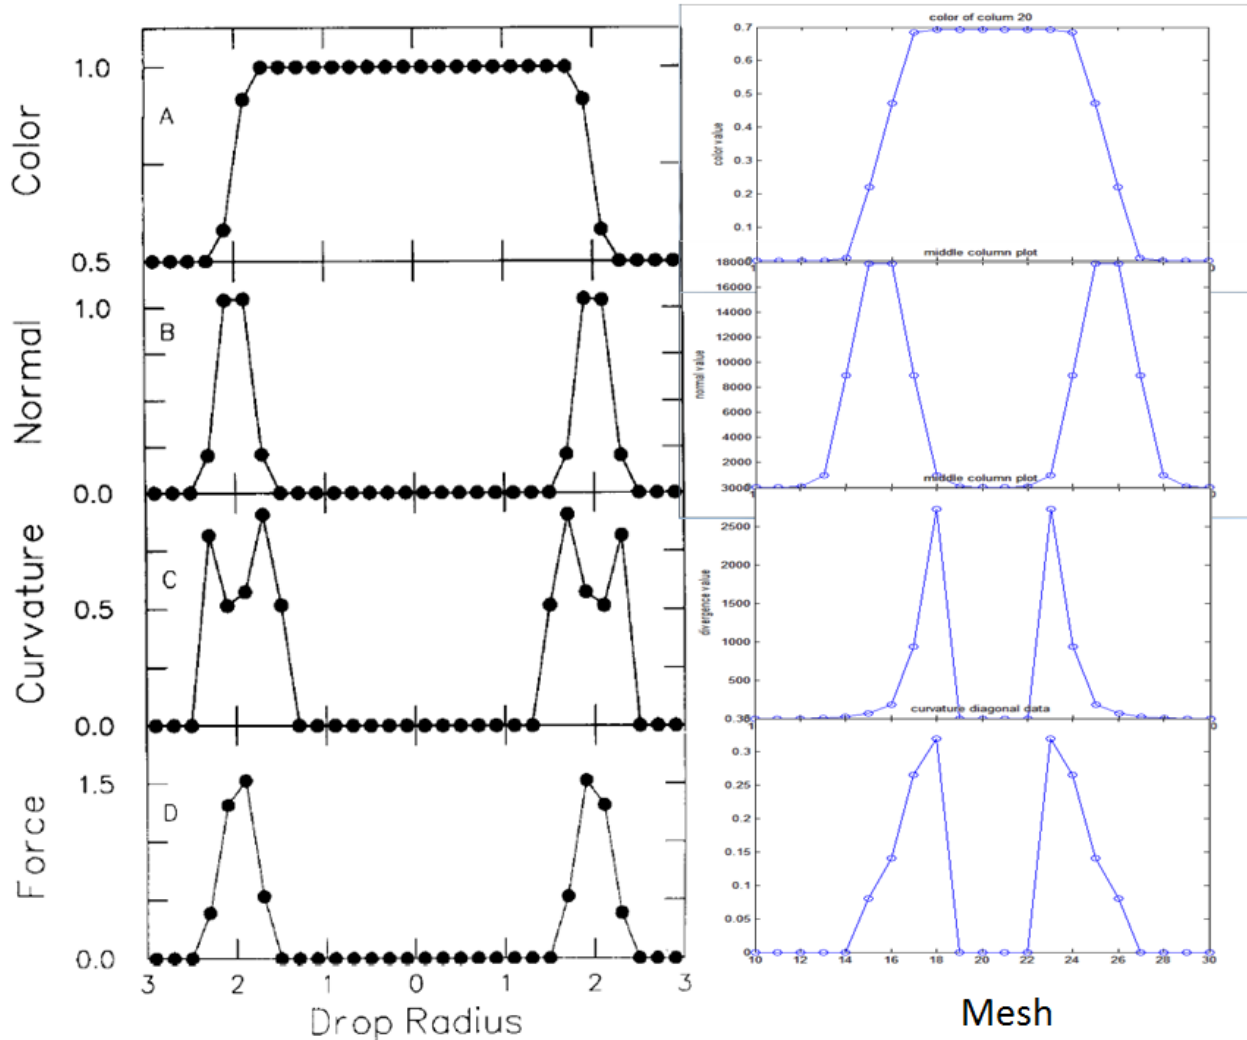 Color
1.0
0.5
A
Normal
1.0
0.0
B
Curvature
0.5
0.0
C
Force
1.5
0.0
D
3 2 1 0 1 2 3
Drop Radius
color of colum 20
color value
0.7
0.6
0.5
0.4
0.3
0.2
0.1
middle column plot
normal value
18000
16000
14000
12000
10000
8000
6000
4000
2000
middle column plot
divergence value
2500
2000
1500
1000
500
curvature diagonal data
0.3
0.25
0.2
0.15
0.1
0.05
0
10 12 14 16 18 20 22 24 26 28 30
Mesh